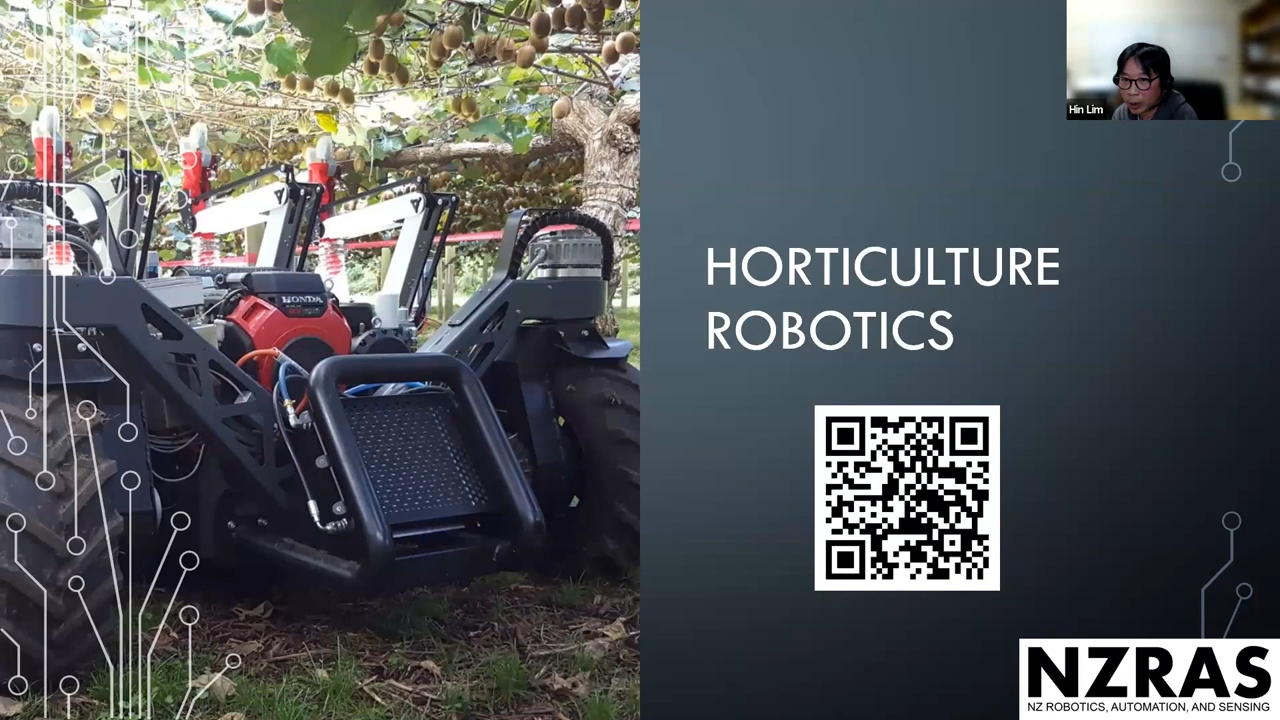 Hin Lim
HORTICULTURE
ROBOTICS
HONDA
NZRAS
NZ ROBOTICS, AUTOMATION, AND SENSING